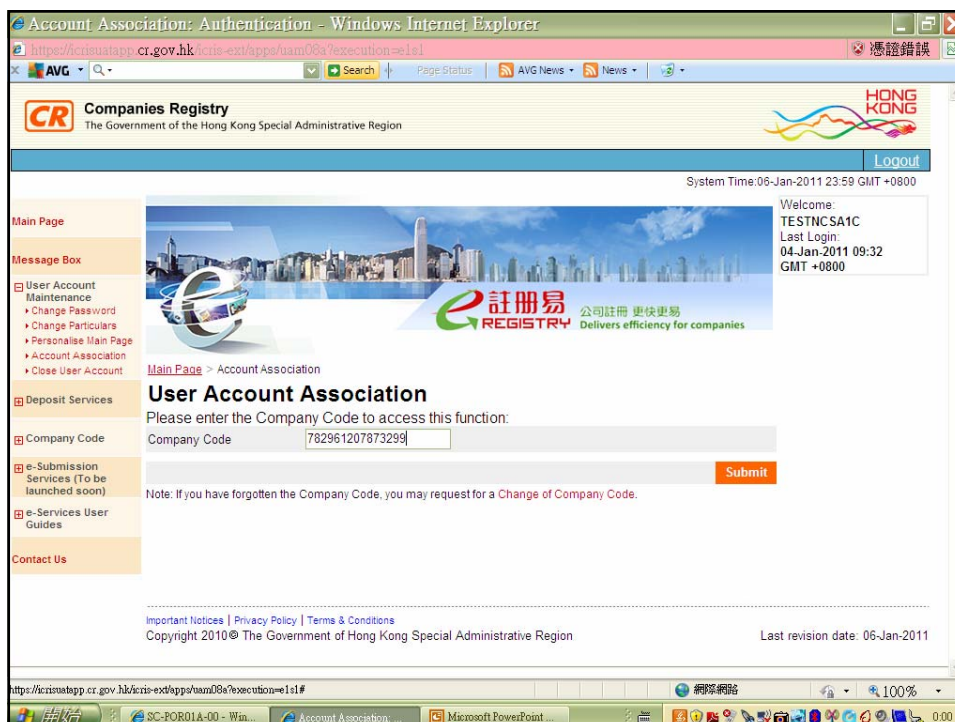 Account Association: Authentication - Windows Internet Explorer
https://icrisuatapp.cr.gov.hk/icris-ext/apps/uam08a?execution=e1s1
憑證錯誤
AVG
Search
Page Status
AVG News
News
CR
Companies Registry
The Government of the Hong Kong Special Administrative Region
HONG
KONG
Logout
System Time:06-Jan-2011 23:59 GMT +0800
Welcome:
TESTNCSA1C
Last Login:
04-Jan-2011 09:32
GMT +0800
Main Page
Message Box
User Account
Maintenance
Change Password
Change Particulars
Personalise Main Page
Account Association
Close User Account
Deposit Services
Company Code
e-Submission
Services (To be
launched soon)
e-Services User
Guides
Contact Us
e
e註冊易
REGISTRY
公司註冊 更快更易
Delivers efficiency for companies
Main Page > Account Association
User Account Association
Please enter the Company Code to access this function:
Company Code 782961207873299
Submit
Note: If you have forgotten the Company Code, you may request for a Change of Company Code.
Important Notices | Privacy Policy | Terms & Conditions
Copyright 2010© The Government of Hong Kong Special Administrative Region
Last revision date: 06-Jan-2011
https://icrisuatapp.cr.gov.hk/icris-ext/apps/uam08a?execution=e1s1#
網際網路
100%
開始
SC-POR01A-00 - Win...
Account Association: ...
Microsoft PowerPoint ...
0:00